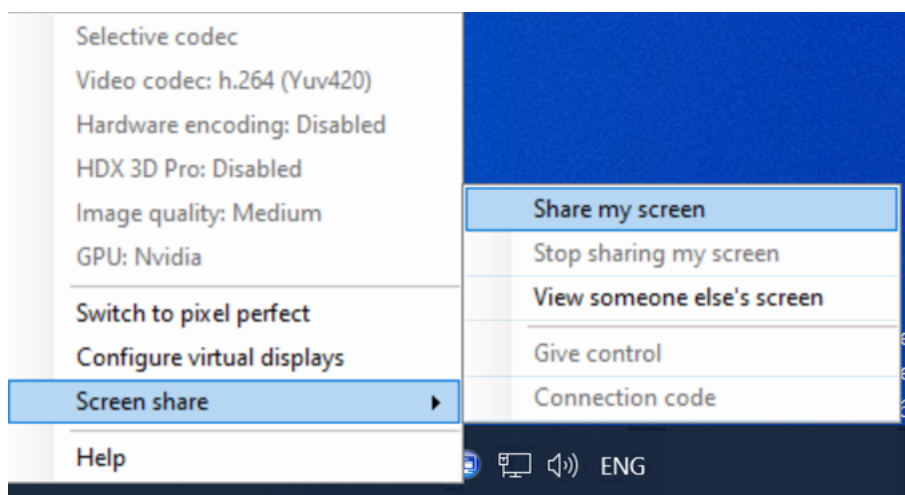 Selective codec
Video codec: h.264 (Yuv420)
Hardware encoding: Disabled
HDX 3D Pro: Disabled
Image quality: Medium
GPU: Nvidia
Switch to pixel perfect
Configure virtual displays
Screen share
Help
Share my screen
Stop sharing my screen
View someone else's screen
Give control
Connection code
ENG